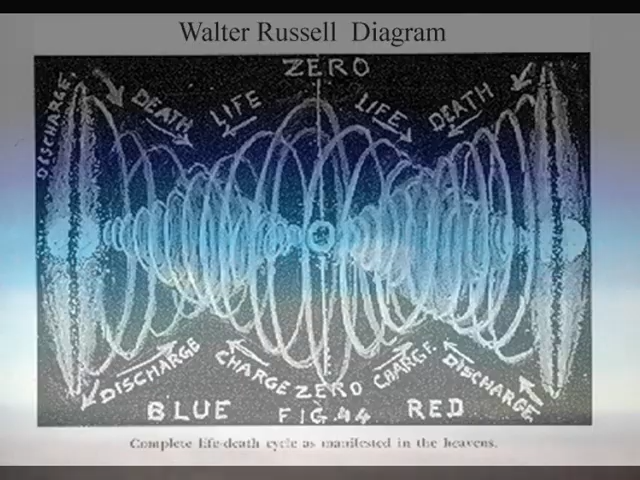 Walter Russell Diagram
ZERO
DISCHARGE
DEATH
LIFE
LIFE
DEATH
DISCHARGE
CHARGE
ZERO
CHARGE
DISCHARGE
BLUE
FIG. 44
RED
Complete life-death cycle as manifested in the heavens.